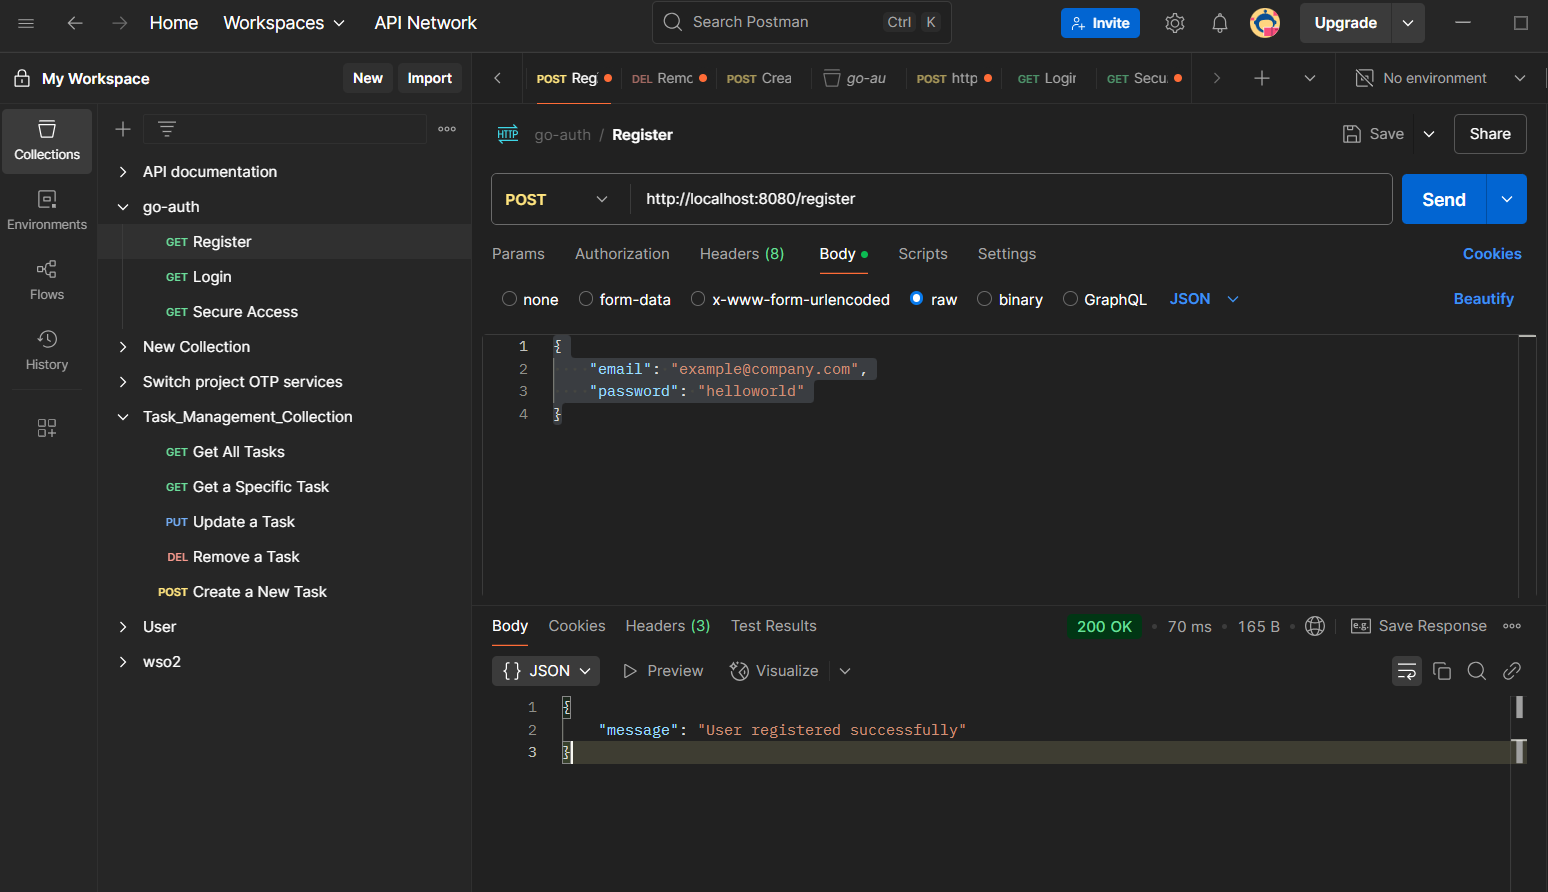 Home Workspaces API Network Search Postman Ctrl K Invite Upgrade
My Workspace New Import POST Reg DEL Remo POST Crea go-au POST http GET Login GET Secu. No environment
Collections
Environments
Flows
History
API documentation
go-auth
GET Register
GET Login
GET Secure Access
New Collection
Switch project OTP services
Task_Management_Collection
GET Get All Tasks
GET Get a Specific Task
PUT Update a Task
DEL Remove a Task
POST Create a New Task
User
wso2
HTTP go-auth / Register Save Share
POST http://localhost:8080/register Send
Params Authorization Headers (8) Body Scripts Settings Cookies
none form-data x-www-form-urlencoded raw binary GraphQL JSON Beautify
1 {
2 "email": "example@company.com",
3 "password": "helloworld"
4 }
Body Cookies Headers (3) Test Results 200 OK • 70 ms • 165 B • e.g. Save Response
{} JSON Preview Visualize
1 {
2 "message": "User registered successfully"
3 }